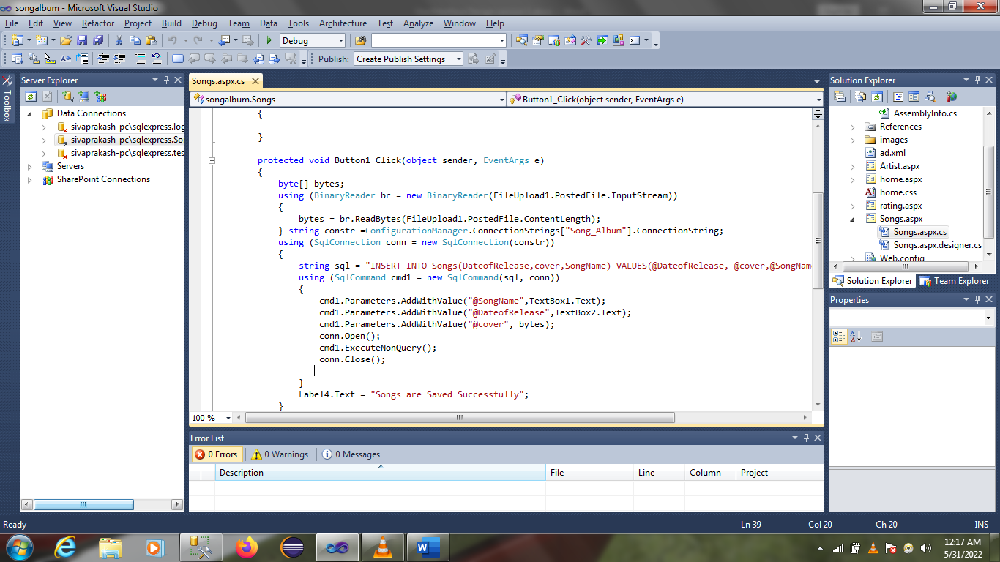 songalbum - Microsoft Visual Studio
File Edit View Refactor Project Build Debug Team Data Tools Architecture Test Analyze Window Help
Debug
Publish: Create Publish Settings
Toolbox
Server Explorer
Data Connections
sivaprakash-pc\sqlexpress.log
sivaprakash-pc\sqlexpress.So
sivaprakash-pc\sqlexpress.tes
Servers
SharePoint Connections
Songs.aspx.cs
songalbum.Songs
Button1_Click(object sender, EventArgs e)
{
}
protected void Button1_Click(object sender, EventArgs e)
{
byte[] bytes;
using (BinaryReader br = new BinaryReader(FileUpload1.PostedFile.InputStream))
{
bytes = br.ReadBytes(FileUpload1.PostedFile.ContentLength);
} string constr =ConfigurationManager.ConnectionStrings["Song_Album"].ConnectionString;
using (SqlConnection conn = new SqlConnection(constr))
{
string sql = "INSERT INTO Songs(DateofRelease,cover,SongName) VALUES(@DateofRelease, @cover,@SongNam
using (SqlCommand cmd1 = new SqlCommand(sql, conn))
{
cmd1.Parameters.AddWithValue("@SongName",TextBox1.Text);
cmd1.Parameters.AddWithValue("@DateofRelease",TextBox2.Text);
cmd1.Parameters.AddWithValue("@cover", bytes);
conn.Open();
cmd1.ExecuteNonQuery();
conn.Close();
}
Label4.Text = "Songs are Saved Successfully";
}
100 %
Error List
0 Errors 0 Warnings 0 Messages
Description File Line Column Project
Solution Explorer
AssemblyInfo.cs
References
images
ad.xml
Artist.aspx
home.aspx
home.css
rating.aspx
Songs.aspx
Songs.aspx.cs
Songs.aspx.designer.cs
Web.config
Solution Explorer Team Explorer
Properties
Ready Ln 39 Col 20 Ch 20 INS
12:17 AM
5/31/2022